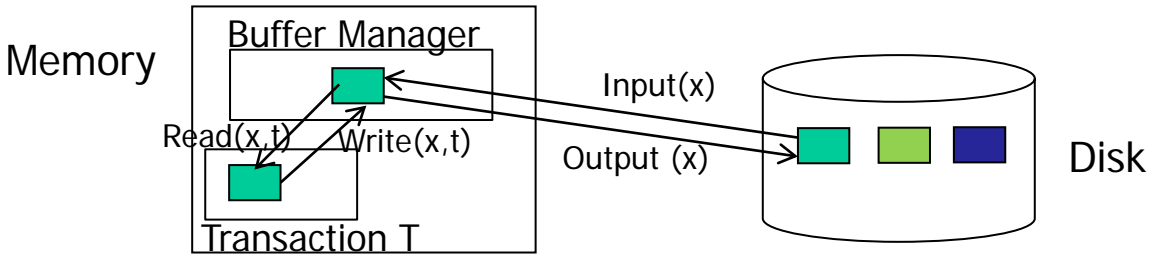 Memory
Buffer Manager
Read(x,t)
Write(x,t)
Transaction T
Input(x)
Output (x)
Disk